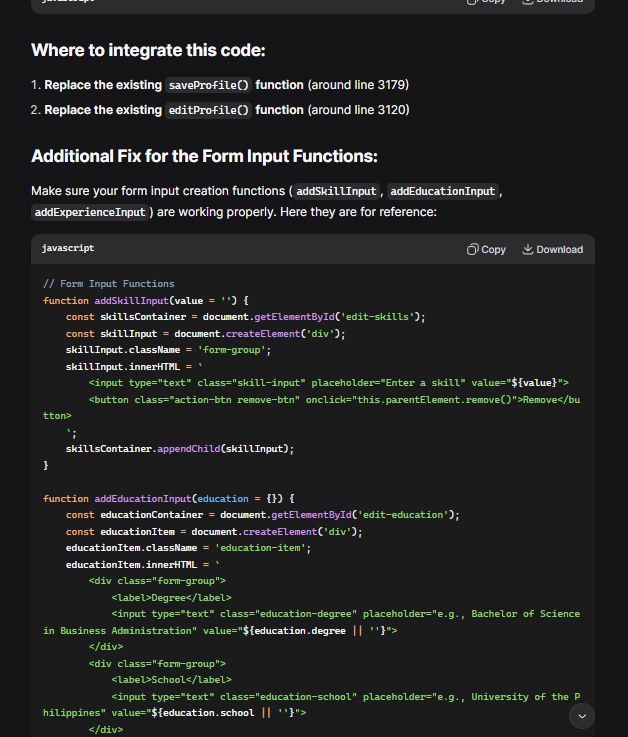 javascript Copy Download
Where to integrate this code:
1. Replace the existing saveProfile() function (around line 3179)
2. Replace the existing editProfile() function (around line 3120)
Additional Fix for the Form Input Functions:
Make sure your form input creation functions ( addSkillInput , addEducationInput ,
addExperienceInput ) are working properly. Here they are for reference:
javascript Copy Download
// Form Input Functions
function addSkillInput(value = '') {
    const skillsContainer = document.getElementById('edit-skills');
    const skillInput = document.createElement('div');
    skillInput.className = 'form-group';
    skillInput.innerHTML = `
        <input type="text" class="skill-input" placeholder="Enter a skill" value="${value}">
        <button class="action-btn remove-btn" onclick="this.parentElement.remove()">Remove</bu
tton>
    `;
    skillsContainer.appendChild(skillInput);
}
function addEducationInput(education = {}) {
    const educationContainer = document.getElementById('edit-education');
    const educationItem = document.createElement('div');
    educationItem.className = 'education-item';
    educationItem.innerHTML = `
        <div class="form-group">
            <label>Degree</label>
            <input type="text" class="education-degree" placeholder="e.g., Bachelor of Science
in Business Administration" value="${education.degree || ''}">
        </div>
        <div class="form-group">
            <label>School</label>
            <input type="text" class="education-school" placeholder="e.g., University of the P
hilippines" value="${education.school || ''}">
        </div>